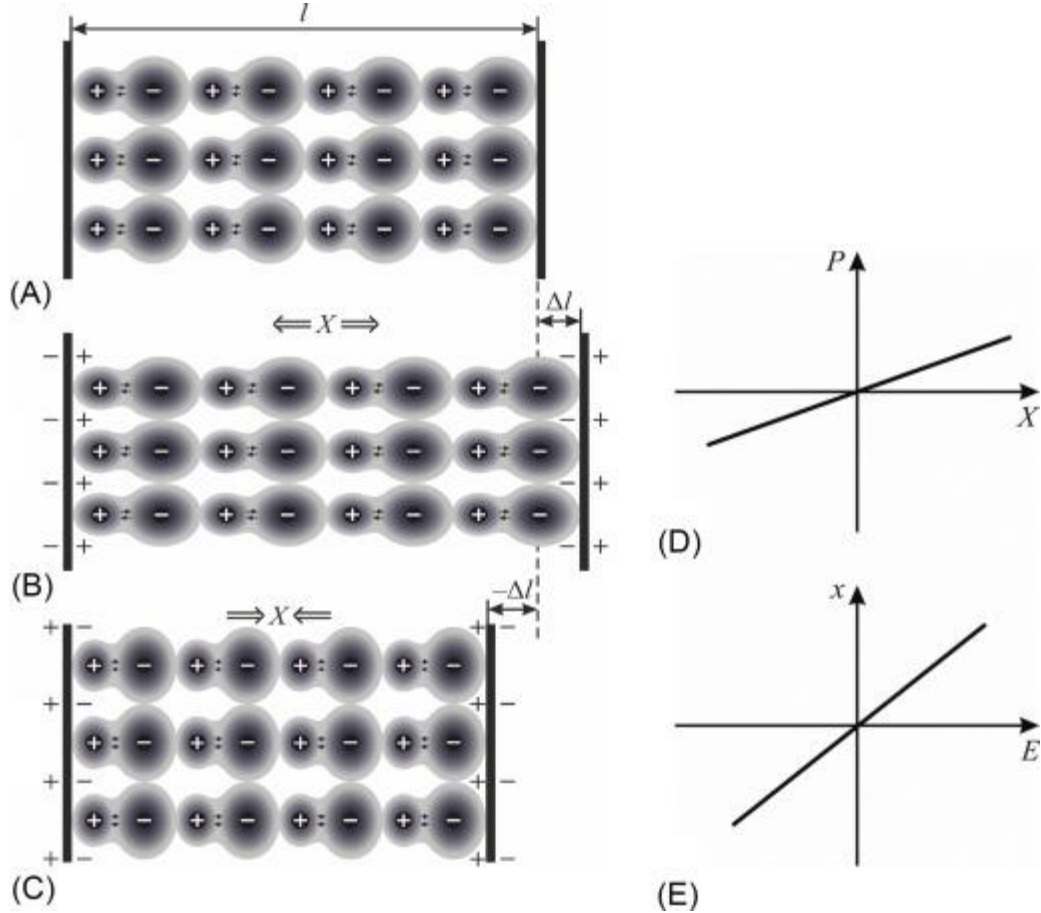 l
+ − + − + − + −
+ − + − + − + −
+ − + − + − + −
(A)
X
Δl
− + − +
+ − + − + − + −
− + − +
+ − + − + − + −
− + − +
+ − + − + − + −
− + − +
(B)
X
−Δl
+ − + −
+ − + − + − + −
+ − + −
+ − + − + − + −
+ − + −
+ − + − + − + −
+ − + −
(C)
P
X
(D)
x
E
(E)